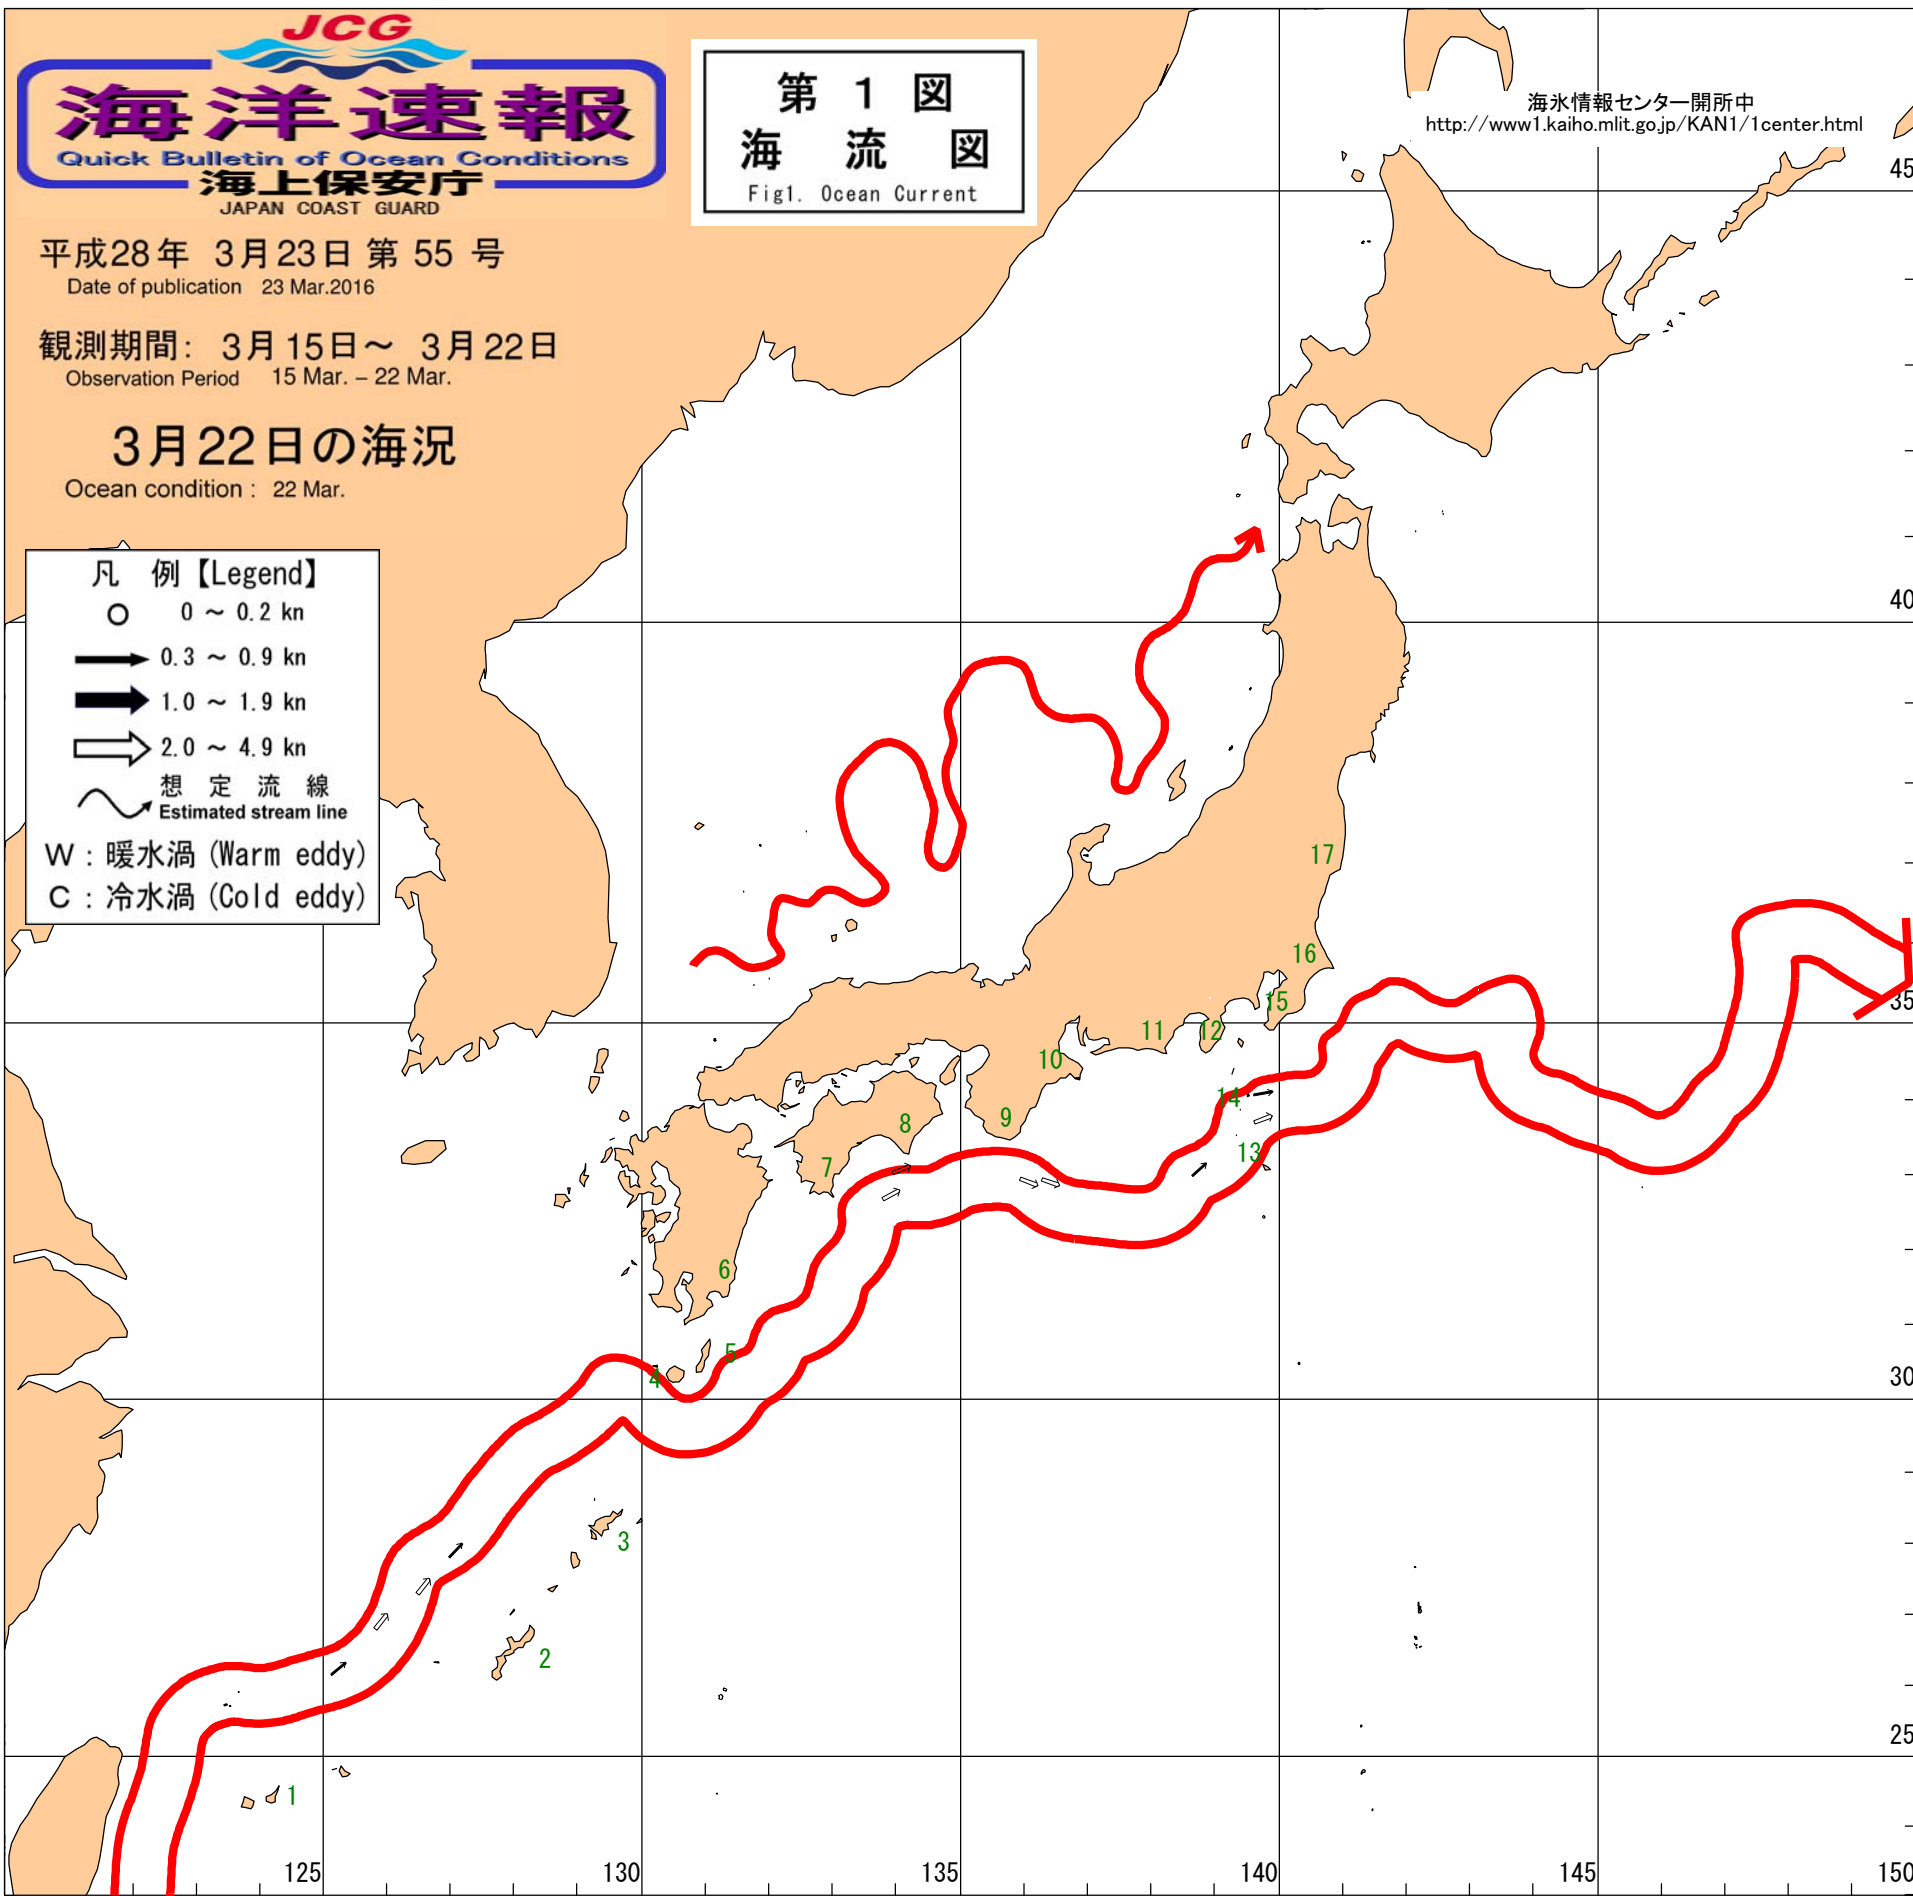 JCG
海洋速報
Quick Bulletin of Ocean Conditions
海上保安庁
JAPAN COAST GUARD
第 1 図
海 流 図
Fig1. Ocean Current
海氷情報センター開所中
http://www1.kaiho.mlit.go.jp/KAN1/1center.html
平成28年 3月23日 第 55 号
Date of publication 23 Mar.2016
観測期間: 3月15日～ 3月22日
Observation Period 15 Mar. – 22 Mar.
3月22日の海況
Ocean condition : 22 Mar.
凡 例【Legend】
0 ～ 0.2 kn
0.3 ～ 0.9 kn
1.0 ～ 1.9 kn
2.0 ～ 4.9 kn
想 定 流 線
Estimated stream line
W : 暖水渦 (Warm eddy)
C : 冷水渦 (Cold eddy)
45
40
35
30
25
17
16
15
12
11
10
14
9
8
13
7
6
5
4
3
2
1
125
130
135
140
145
150